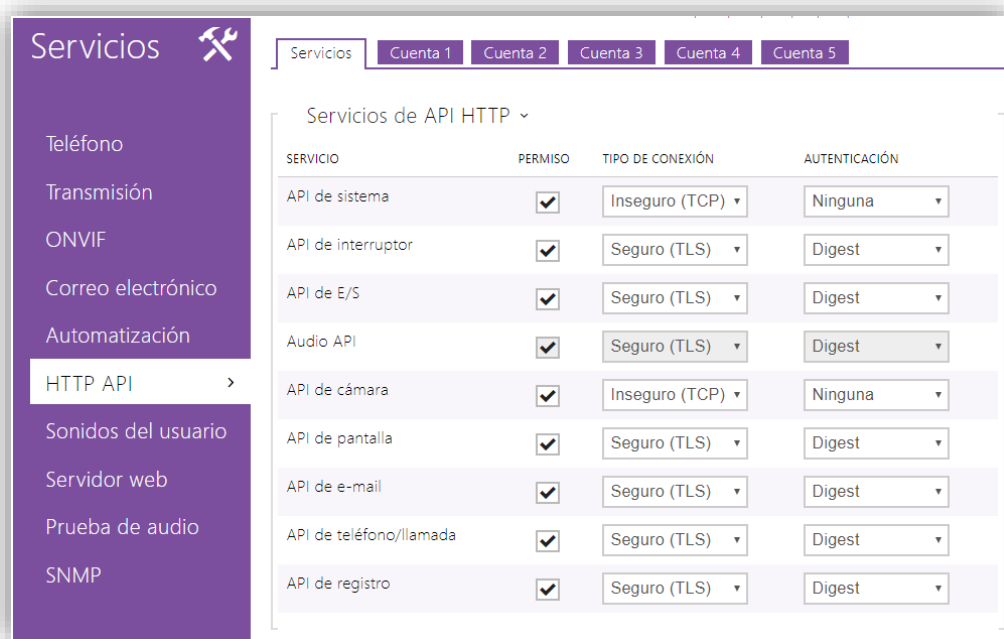 Servicios
Teléfono
Transmisión
ONVIF
Correo electrónico
Automatización
HTTP API
Sonidos del usuario
Servidor web
Prueba de audio
SNMP
Servicios Cuenta 1 Cuenta 2 Cuenta 3 Cuenta 4 Cuenta 5
Servicios de API HTTP
SERVICIO PERMISO TIPO DE CONEXIÓN AUTENTICACIÓN
API de sistema Inseguro (TCP) Ninguna
API de interruptor Seguro (TLS) Digest
API de E/S Seguro (TLS) Digest
Audio API Seguro (TLS) Digest
API de cámara Inseguro (TCP) Ninguna
API de pantalla Seguro (TLS) Digest
API de e-mail Seguro (TLS) Digest
API de teléfono/llamada Seguro (TLS) Digest
API de registro Seguro (TLS) Digest